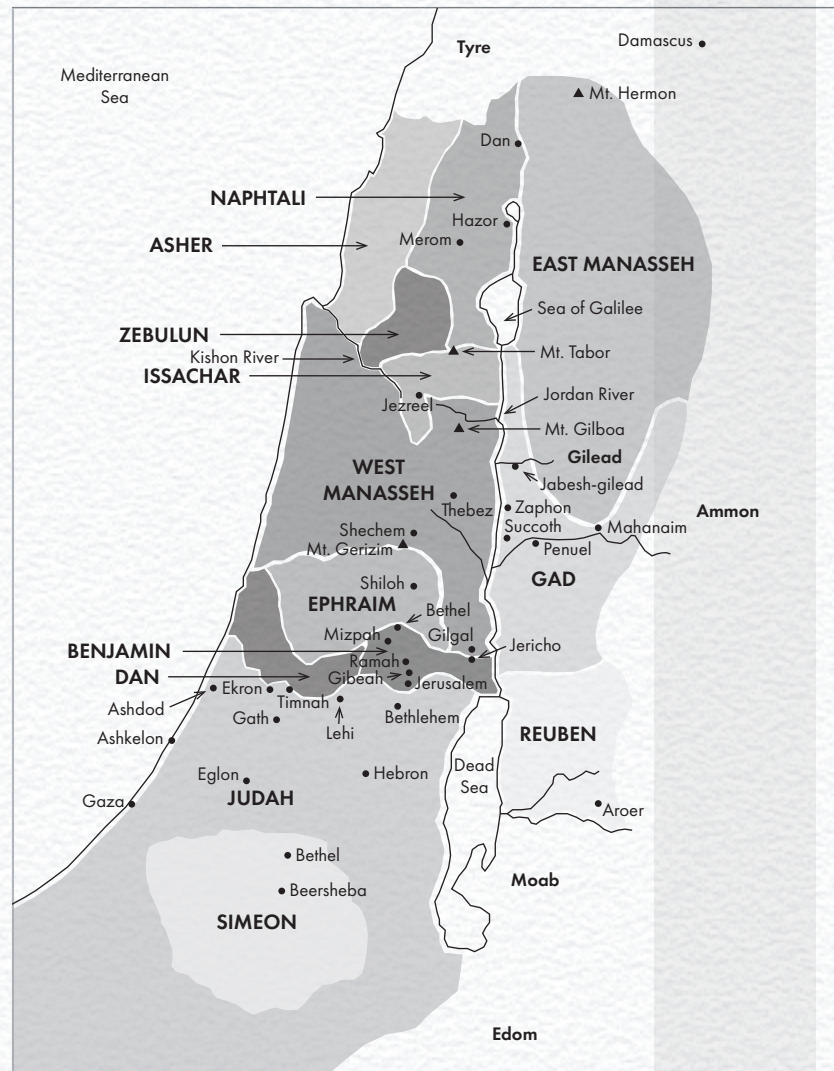 Tyre
Damascus
Mediterranean
Sea
Mt. Hermon
Dan
NAPHTALI
Hazor
ASHER
Merom
EAST MANASSEH
Sea of Galilee
ZEBULUN
Kishon River
Mt. Tabor
ISSACHAR
Jordan River
Jezreel
Mt. Gilboa
Gilead
WEST
MANASSEH
Jabesh-gilead
Thebez
Zaphon
Ammon
Succoth
Mahanaim
Shechem
Mt. Gerizim
Penuel
GAD
Shiloh
EPHRAIM
Bethel
Mizpah
Gilgal
BENJAMIN
Jericho
Ramah
DAN
Gibeah
Jerusalem
Ekron
Timnah
Ashdod
Gath
Lehi
Bethlehem
Ashkelon
REUBEN
Dead
Sea
Eglon
Hebron
JUDAH
Gaza
Aroer
Bethel
Moab
Beersheba
SIMEON
Edom